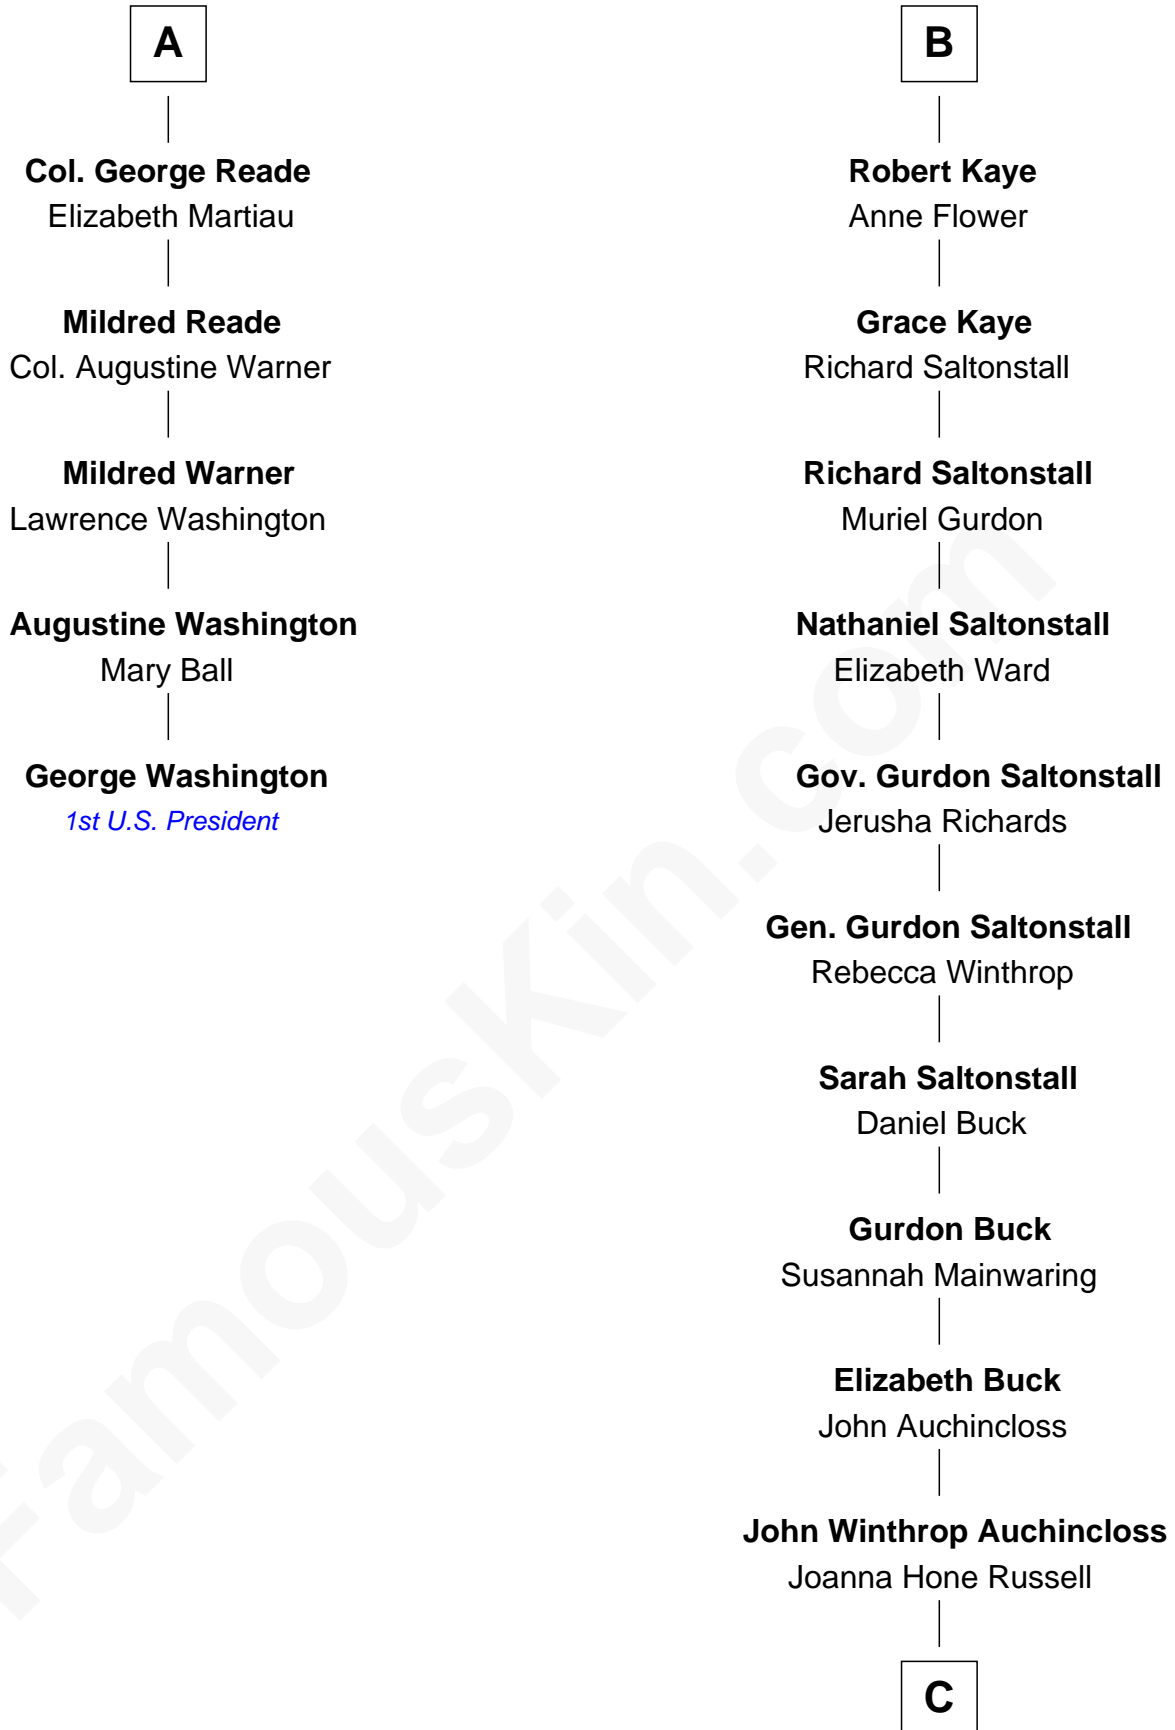 A
Col. George Reade
Elizabeth Martiau
Mildred Reade
Col. Augustine Warner
Mildred Warner
Lawrence Washington
Augustine Washington
Mary Ball
George Washington
1st U.S. President
B
Robert Kaye
Anne Flower
Grace Kaye
Richard Saltonstall
Richard Saltonstall
Muriel Gurdon
Nathaniel Saltonstall
Elizabeth Ward
Gov. Gurdon Saltonstall
Jerusha Richards
Gen. Gurdon Saltonstall
Rebecca Winthrop
Sarah Saltonstall
Daniel Buck
Gurdon Buck
Susannah Mainwaring
Elizabeth Buck
John Auchincloss
John Winthrop Auchincloss
Joanna Hone Russell
C
FamousKin.com